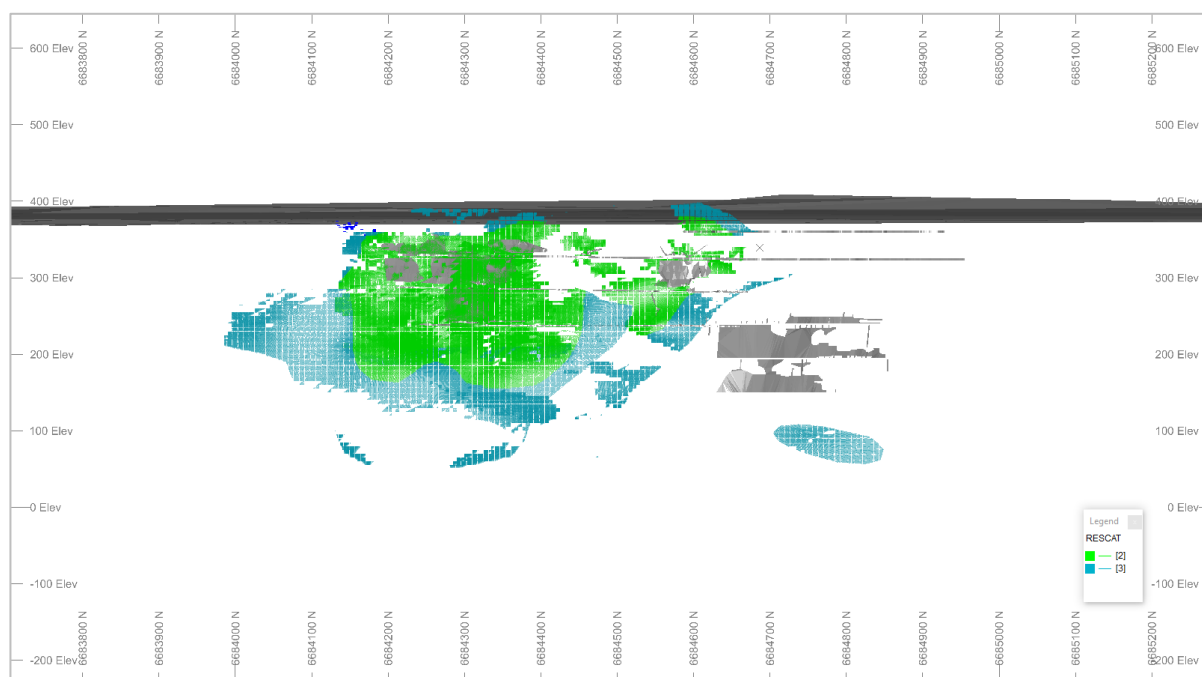 6683800 N
6683900 N
6684000 N
6684100 N
6684200 N
6684300 N
6684400 N
6684500 N
6684600 N
6684700 N
6684800 N
6684900 N
6685000 N
6685100 N
6685200 N
600 Elev
600 Elev
500 Elev
500 Elev
400 Elev
400 Elev
300 Elev
300 Elev
200 Elev
200 Elev
100 Elev
100 Elev
0 Elev
0 Elev
Legend
RESCAT
[2]
[3]
-100 Elev
-100 Elev
6683800 N
6683900 N
6684000 N
6684100 N
6684200 N
6684300 N
6684400 N
6684500 N
6684600 N
6684700 N
6684800 N
6684900 N
6685000 N
6685100 N
6685200 N
-200 Elev
-200 Elev